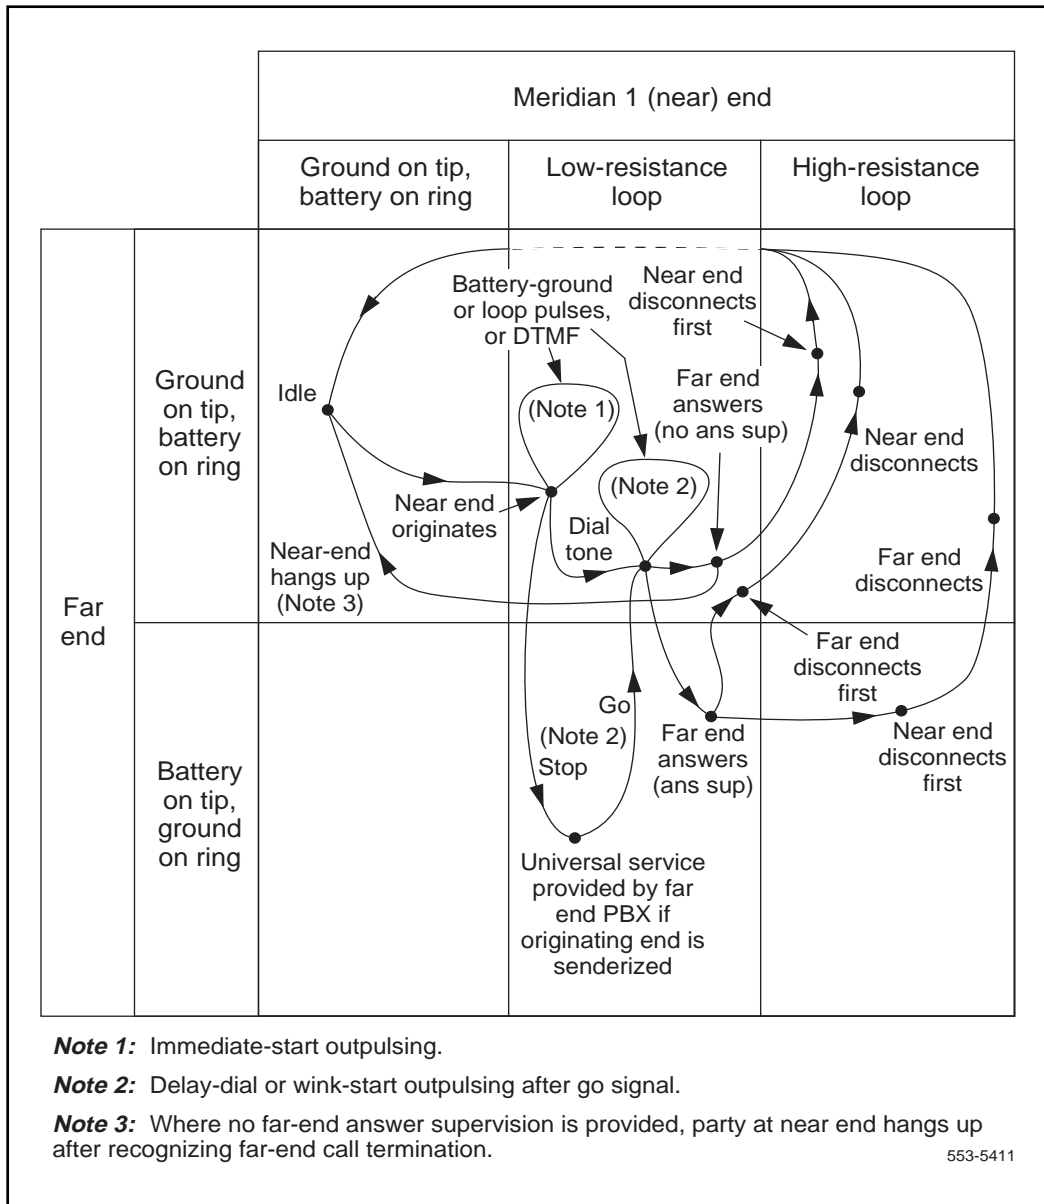 Meridian 1 (near) end
Ground on tip,
battery on ring
Low-resistance
loop
High-resistance
loop
Far
end
Ground
on tip,
battery
on ring
Battery
on tip,
ground
on ring
Idle
Battery-ground
or loop pulses,
or DTMF
(Note 1)
(Note 2)
Near end
originates
Dial
tone
Near-end
hangs up
(Note 3)
Near end
disconnects
first
Far end
answers
(no ans sup)
Near end
disconnects
Far end
disconnects
Far end
disconnects
first
Go
(Note 2)
Stop
Far end
answers
(ans sup)
Near end
disconnects
first
Universal service
provided by far
end PBX if
originating end is
senderized
Note 1: Immediate-start outpulsing.
Note 2: Delay-dial or wink-start outpulsing after go signal.
Note 3: Where no far-end answer supervision is provided, party at near end hangs up
after recognizing far-end call termination.
553-5411